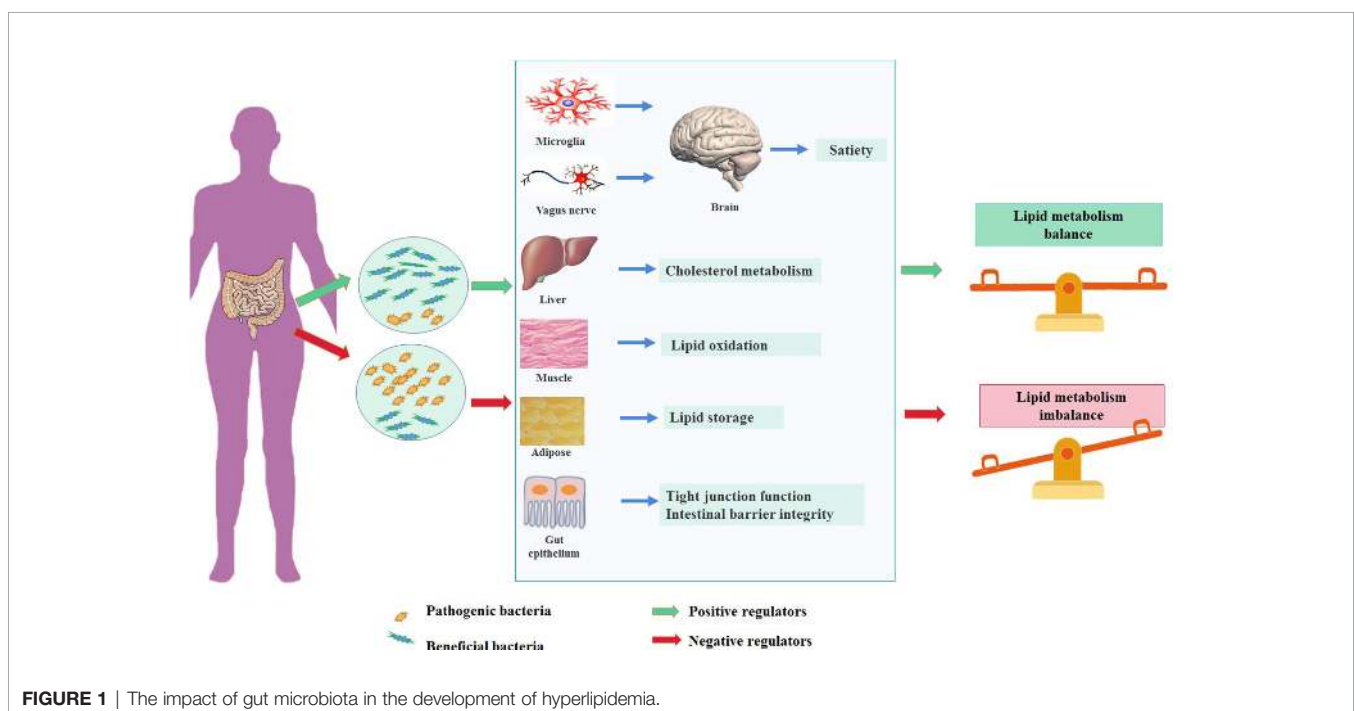 Microglia
Vagus nerve
Brain
Satiety
Liver
Cholesterol metabolism
Muscle
Lipid oxidation
Adipose
Lipid storage
Gut
epithelium
Tight junction function
Intestinal barrier integrity
Lipid metabolism
balance
Lipid metabolism
imbalance
Pathogenic bacteria
Beneficial bacteria
Positive regulators
Negative regulators
FIGURE 1 | The impact of gut microbiota in the development of hyperlipidemia.